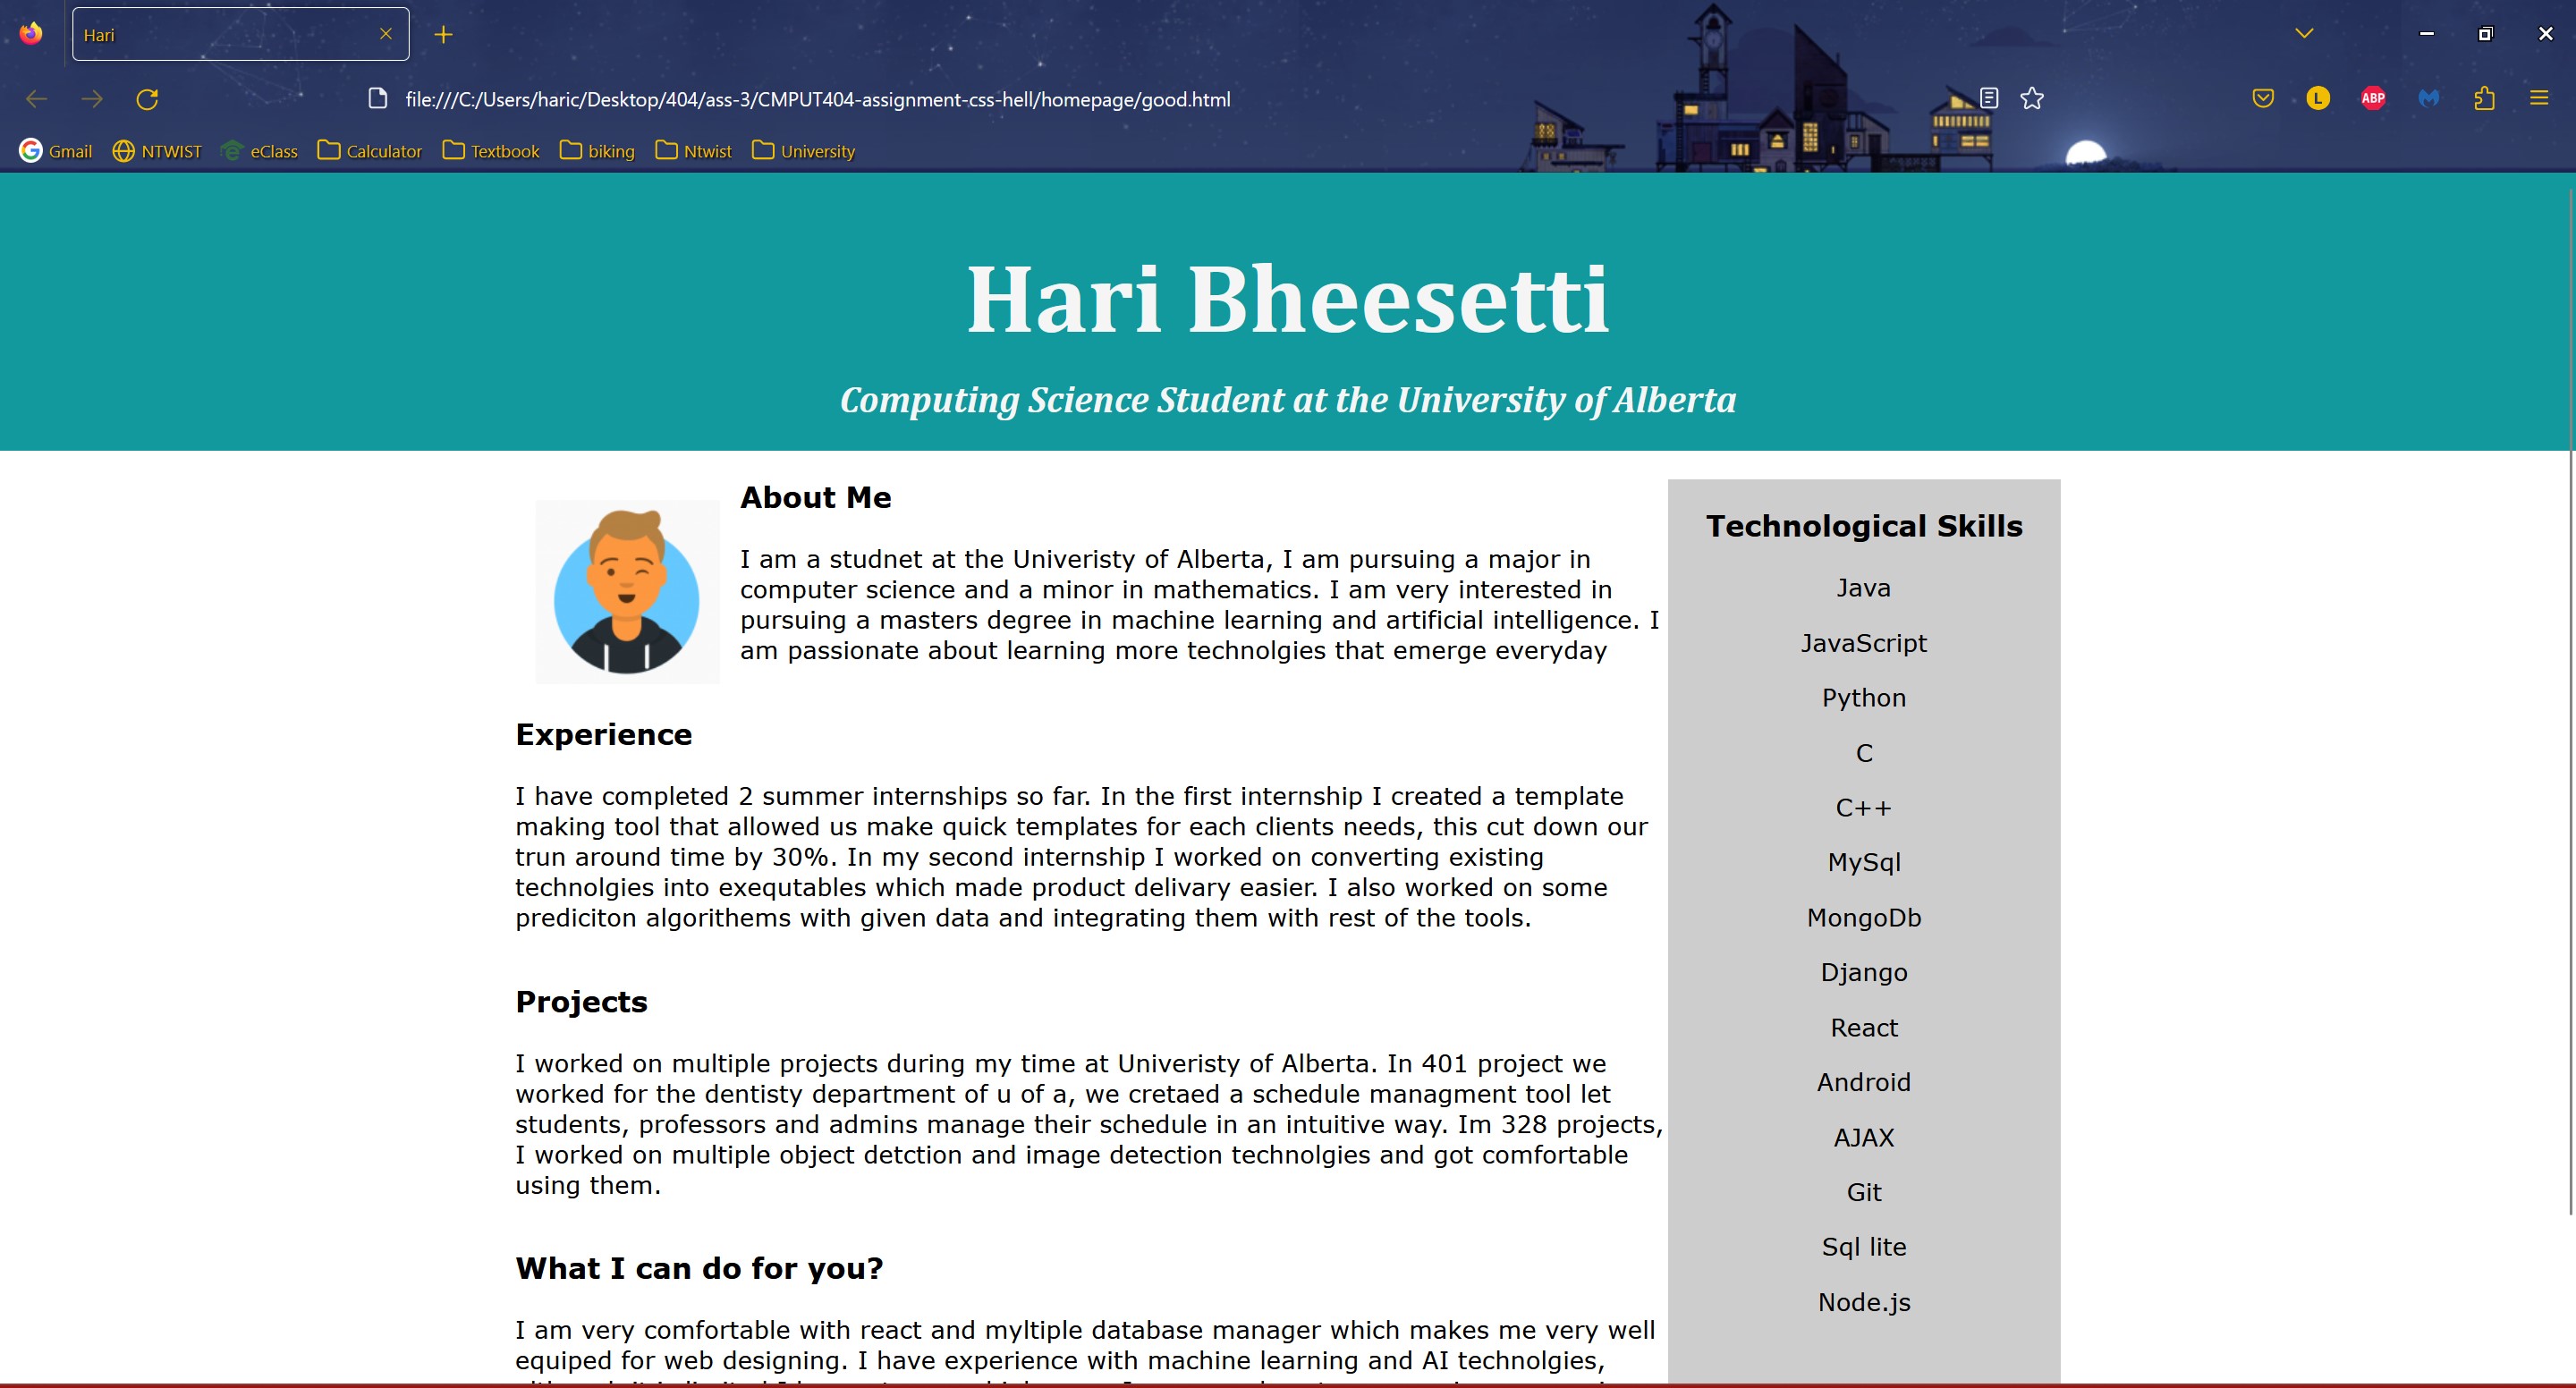 Hari
file:///C:/Users/haric/Desktop/404/ass-3/CMPUT404-assignment-css-hell/homepage/good.html
L
ABP
Gmail
NTWIST
eClass
Calculator
Textbook
biking
Ntwist
University
Hari Bheesetti
Computing Science Student at the University of Alberta
About Me
I am a studnet at the Univeristy of Alberta, I am pursuing a major in
computer science and a minor in mathematics. I am very interested in
pursuing a masters degree in machine learning and artificial intelligence. I
am passionate about learning more technolgies that emerge everyday
Experience
I have completed 2 summer internships so far. In the first internship I created a template
making tool that allowed us make quick templates for each clients needs, this cut down our
trun around time by 30%. In my second internship I worked on converting existing
technolgies into exequtables which made product delivary easier. I also worked on some
prediciton algorithems with given data and integrating them with rest of the tools.
Projects
I worked on multiple projects during my time at Univeristy of Alberta. In 401 project we
worked for the dentisty department of u of a, we cretaed a schedule managment tool let
students, professors and admins manage their schedule in an intuitive way. Im 328 projects,
I worked on multiple object detction and image detection technolgies and got comfortable
using them.
What I can do for you?
I am very comfortable with react and myltiple database manager which makes me very well
equiped for web designing. I have experience with machine learning and AI technolgies,
Technological Skills
Java
JavaScript
Python
C
C++
MySql
MongoDb
Django
React
Android
AJAX
Git
Sql lite
Node.js